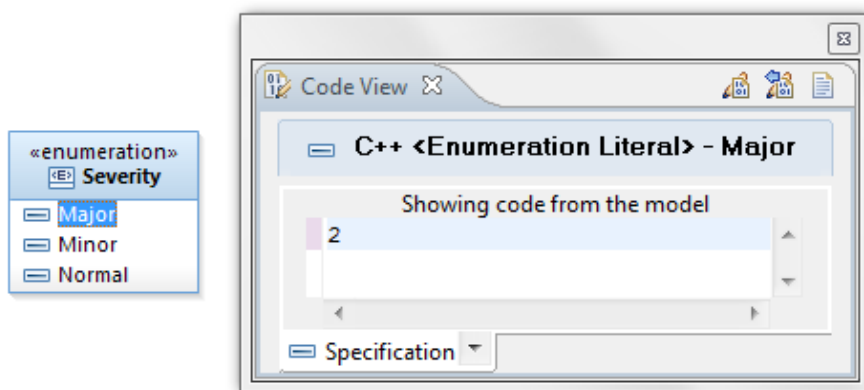 «enumeration»
Severity
Major
Minor
Normal
Code View
C++ <Enumeration Literal> - Major
Showing code from the model
2
Specification